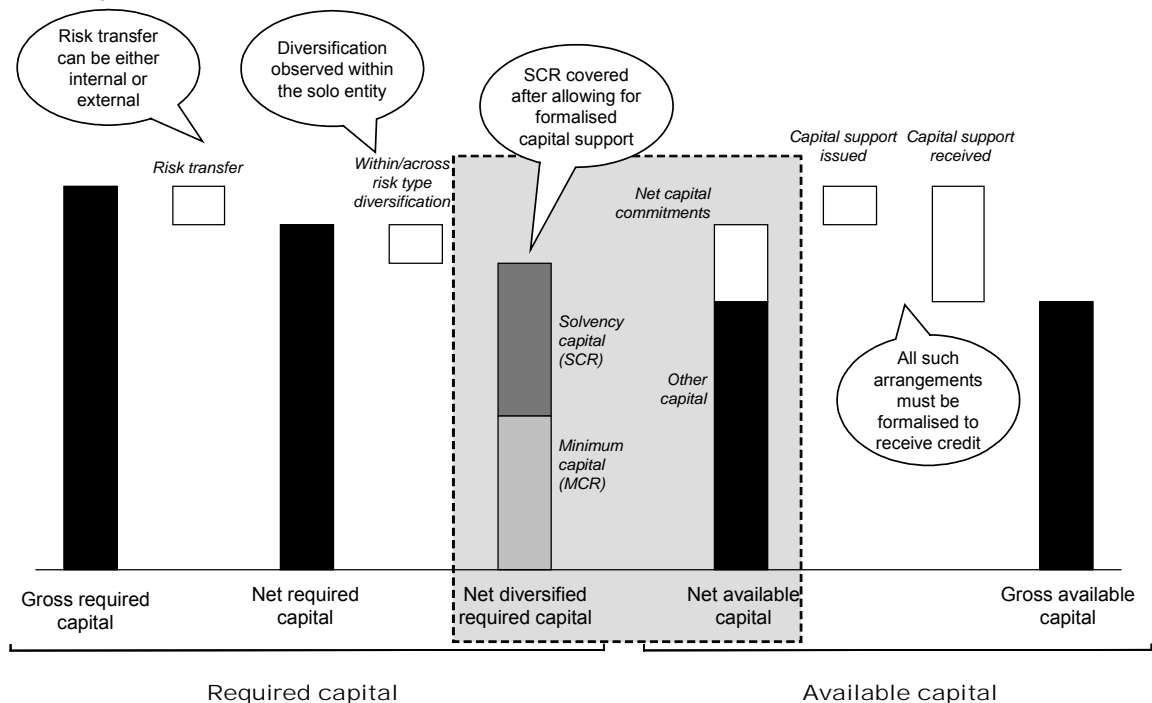 Risk transfer
can be either
internal or
external
Diversification
observed within
the solo entity
SCR covered
after allowing for
formalised
capital support
Risk transfer
Within/across
risk type
diversification
Net capital
commitments
Capital support
issued
Capital support
received
Solvency
capital
(SCR)
Other
capital
Minimum
capital
(MCR)
All such
arrangements
must be
formalised to
receive credit
Gross required
capital
Net required
capital
Net diversified
required capital
Net available
capital
Gross available
capital
Required capital
Available capital